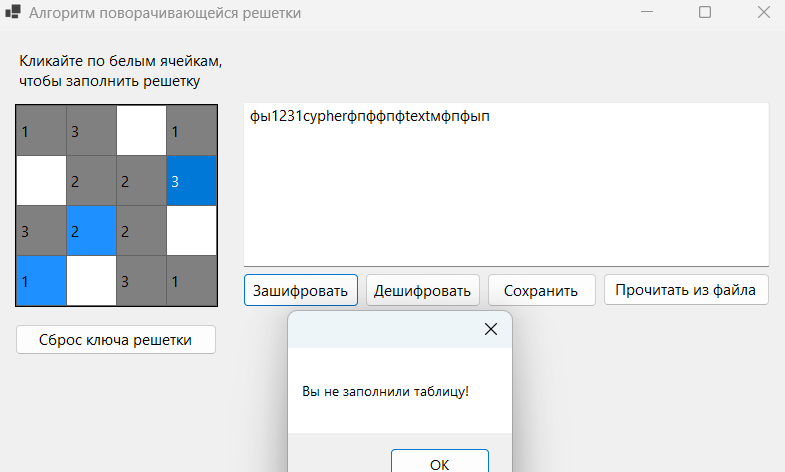 Алгоритм поворачивающейся решетки
Кликайте по белым ячейкам,
чтобы заполнить решетку
1 3 1
2 2 3
3 2 2
1 3 1
фы1231cypherфпффпфtextмфпфып
Зашифровать Дешифровать Сохранить Прочитать из файла
Сброс ключа решетки
Вы не заполнили таблицу!
OK